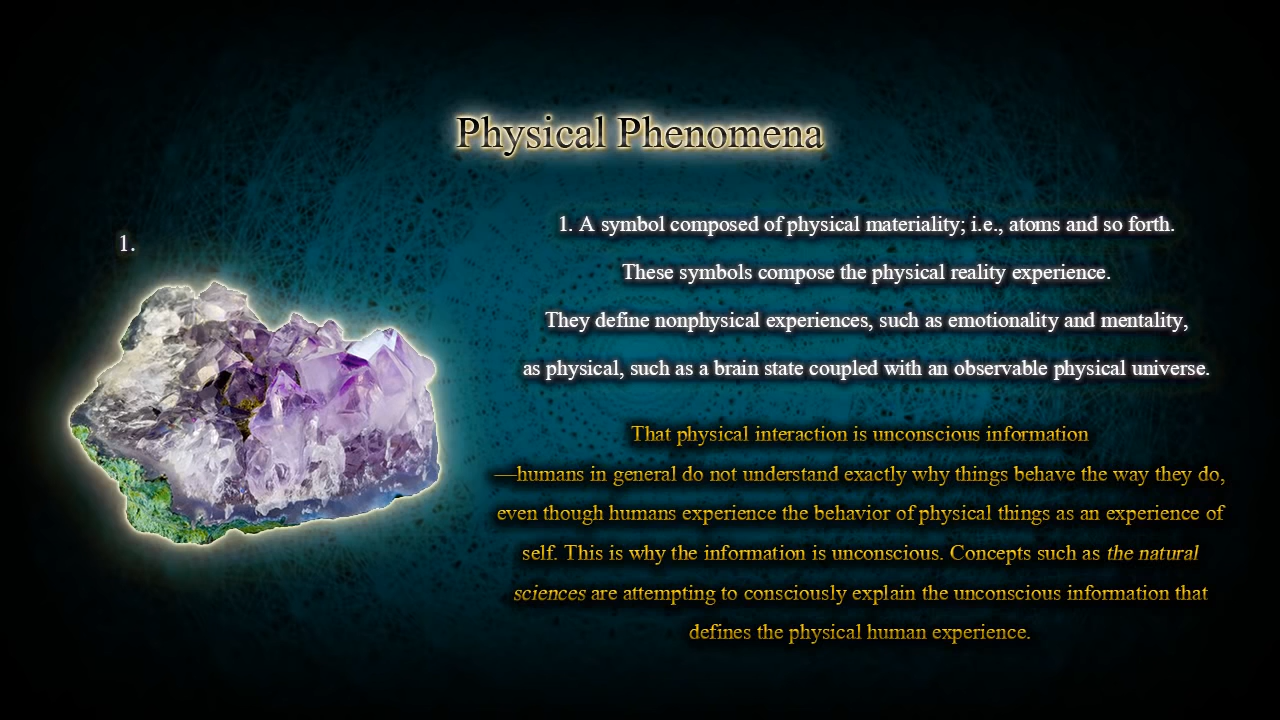 Physical Phenomena
1.
1. A symbol composed of physical materiality; i.e., atoms and so forth.
These symbols compose the physical reality experience.
They define nonphysical experiences, such as emotionality and mentality,
as physical, such as a brain state coupled with an observable physical universe.
That physical interaction is unconscious information
—humans in general do not understand exactly why things behave the way they do,
even though humans experience the behavior of physical things as an experience of
self. This is why the information is unconscious. Concepts such as the natural
sciences are attempting to consciously explain the unconscious information that
defines the physical human experience.